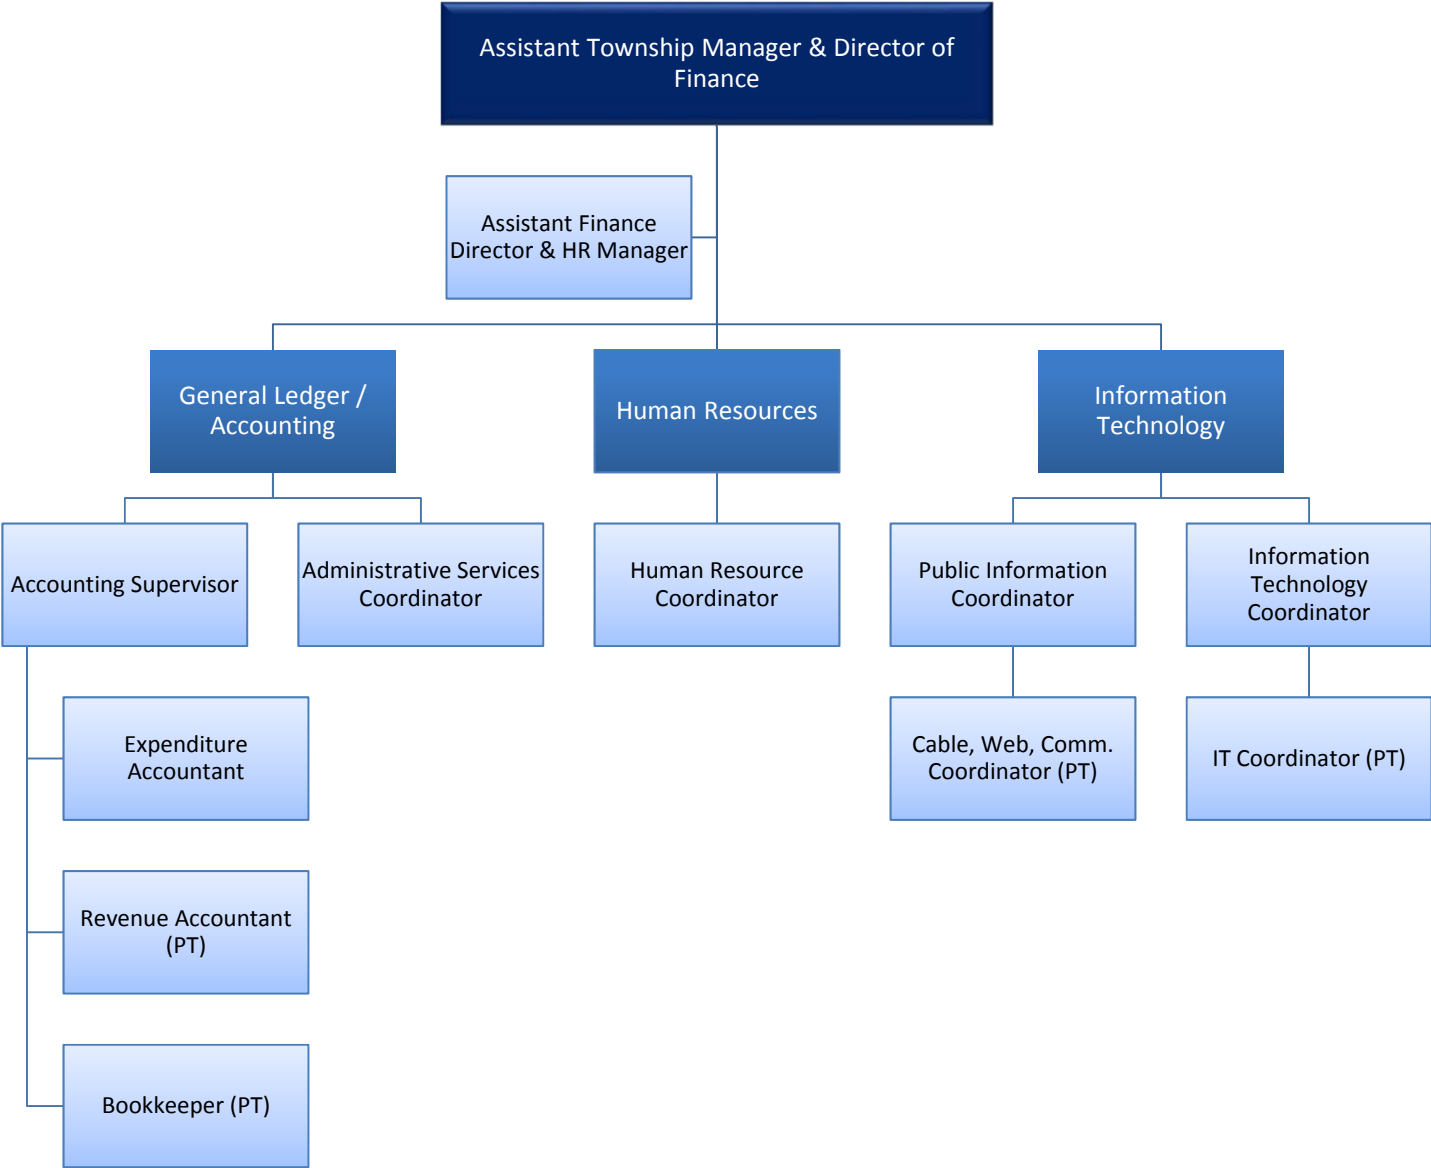 Assistant Township Manager & Director of
Finance
Assistant Finance
Director & HR Manager
General Ledger /
Accounting
Human Resources
Information
Technology
Accounting Supervisor
Administrative Services
Coordinator
Human Resource
Coordinator
Public Information
Coordinator
Information
Technology
Coordinator
Expenditure
Accountant
Cable, Web, Comm.
Coordinator (PT)
IT Coordinator (PT)
Revenue Accountant
(PT)
Bookkeeper (PT)